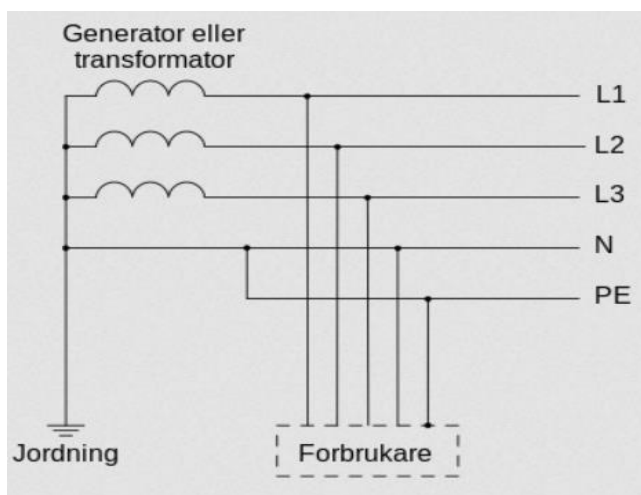 Generator eller
transformator
L1
L2
L3
N
PE
Jordning
Forbrukare